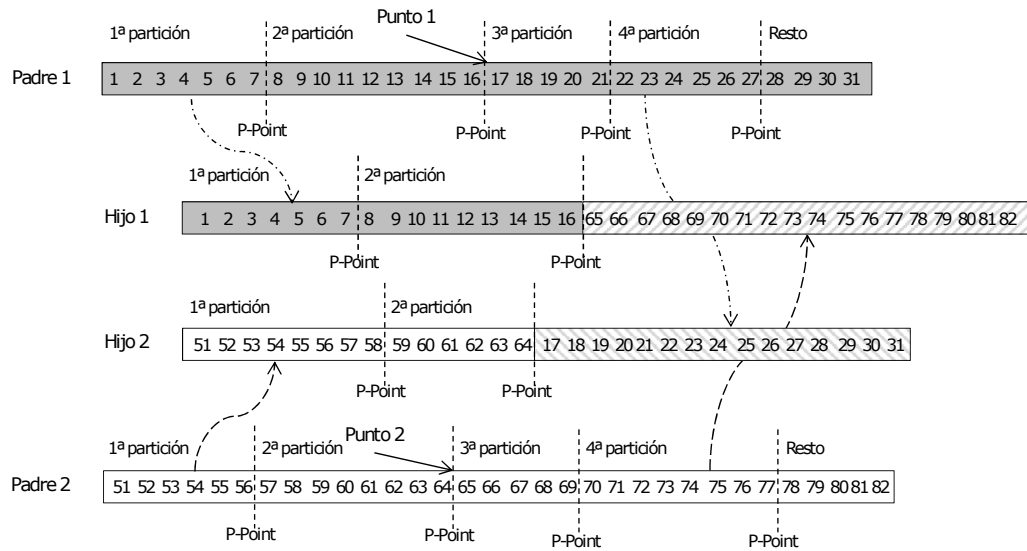 Punto 1
1ª partición 2ª partición 3ª partición 4ª partición Resto
Padre 1 1 2 3 4 5 6 7 8 9 10 11 12 13 14 15 16 17 18 19 20 21 22 23 24 25 26 27 28 29 30 31
P-Point P-Point P-Point P-Point
1ª partición 2ª partición
Hijo 1 1 2 3 4 5 6 7 8 9 10 11 12 13 14 15 16 65 66 67 68 69 70 71 72 73 74 75 76 77 78 79 80 81 82
P-Point P-Point
1ª partición 2ª partición
Hijo 2 51 52 53 54 55 56 57 58 59 60 61 62 63 64 17 18 19 20 21 22 23 24 25 26 27 28 29 30 31
P-Point P-Point
Punto 2
1ª partición 2ª partición 3ª partición 4ª partición Resto
Padre 2 51 52 53 54 55 56 57 58 59 60 61 62 63 64 65 66 67 68 69 70 71 72 73 74 75 76 77 78 79 80 81 82
P-Point P-Point P-Point P-Point